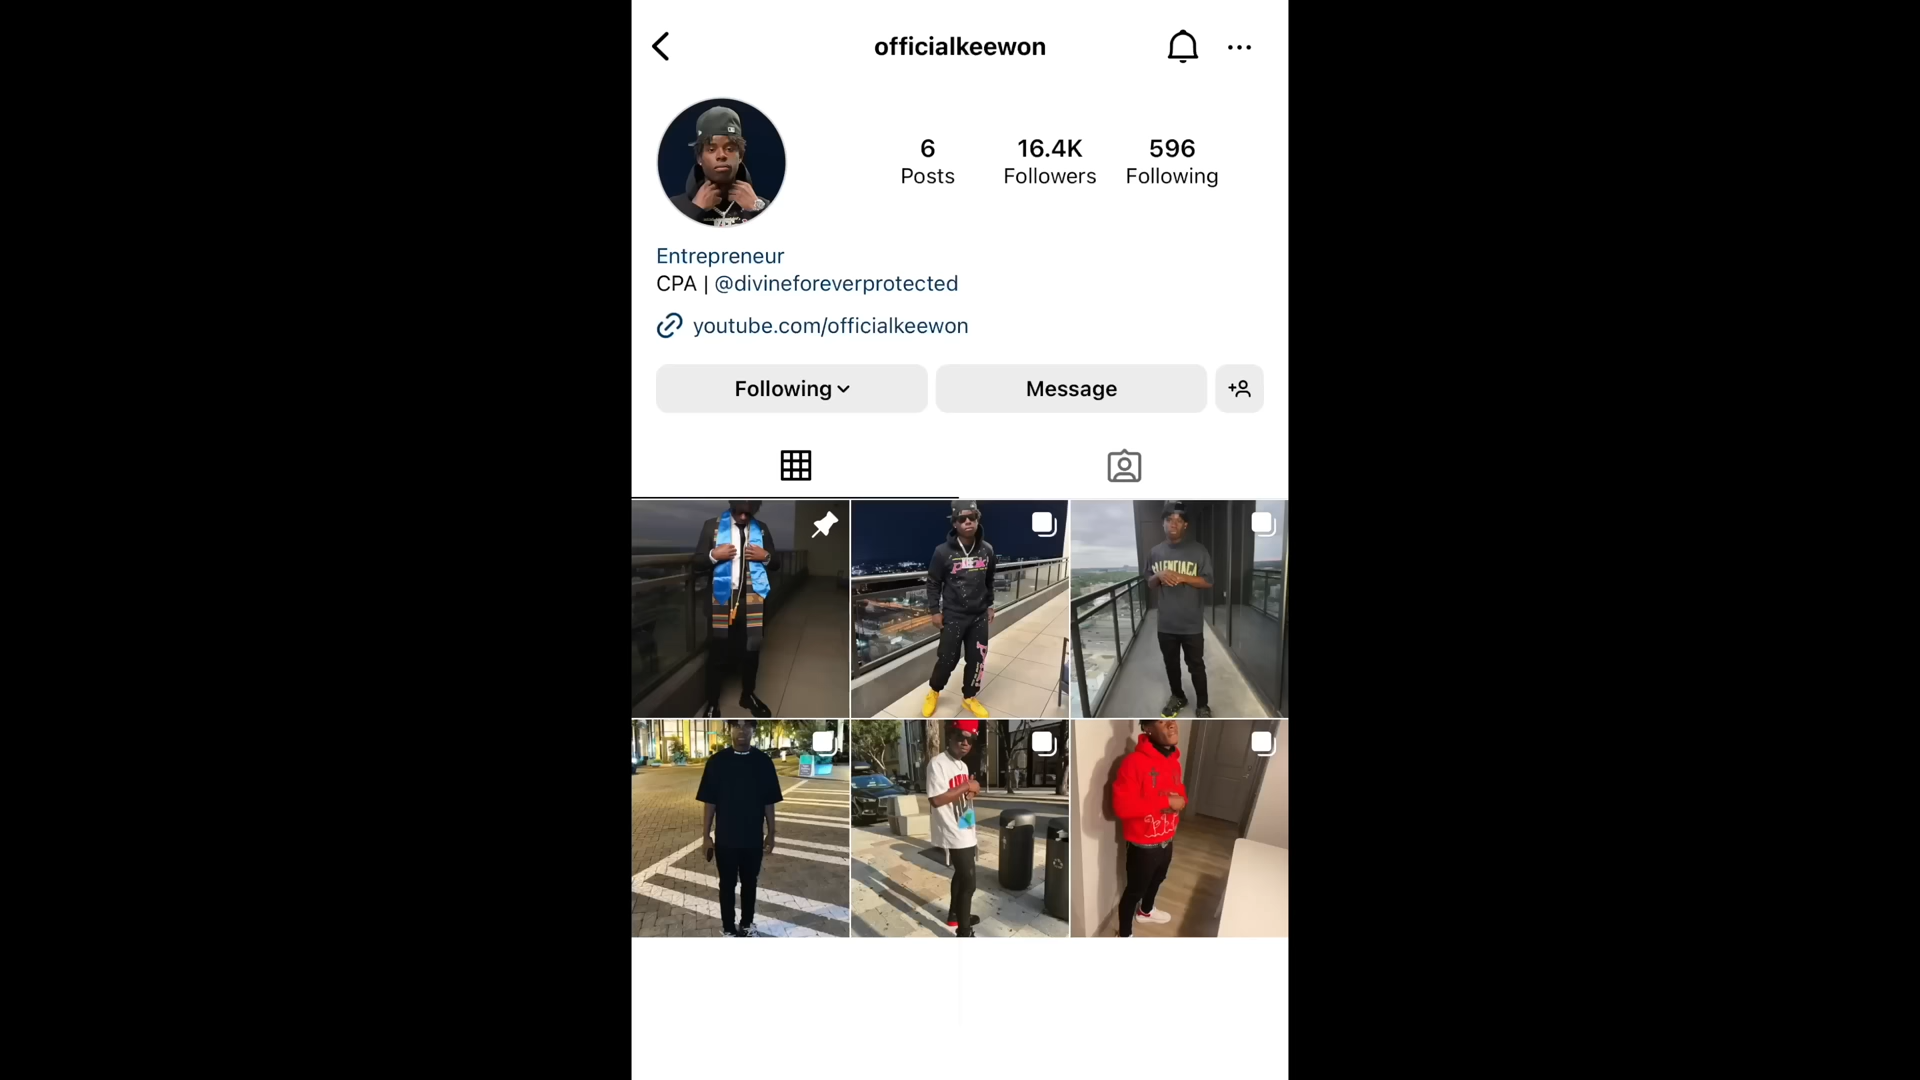 officialkeewon
6 16.4K 596
Posts Followers Following
Entrepreneur
CPA | @divineforeverprotected
youtube.com/officialkeewon
Following Message